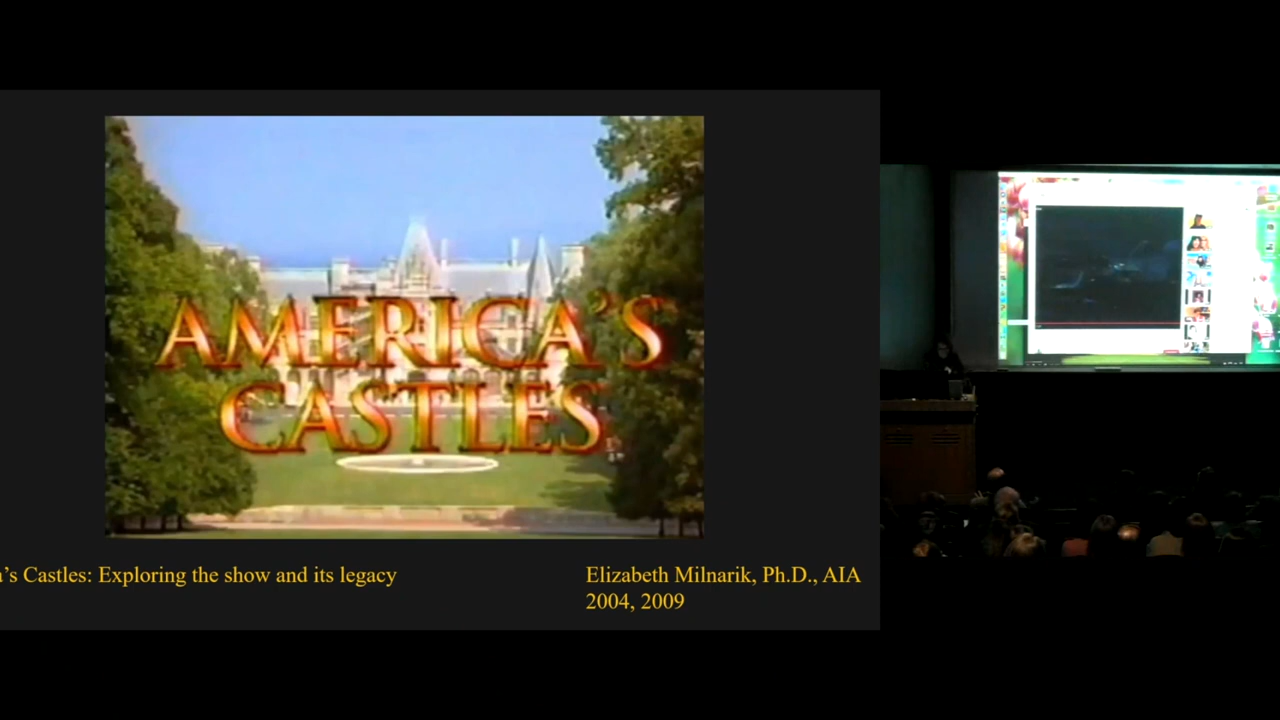 AMERICA'S
CASTLES
a's Castles: Exploring the show and its legacy
Elizabeth Milnarik, Ph.D., AIA
2004, 2009